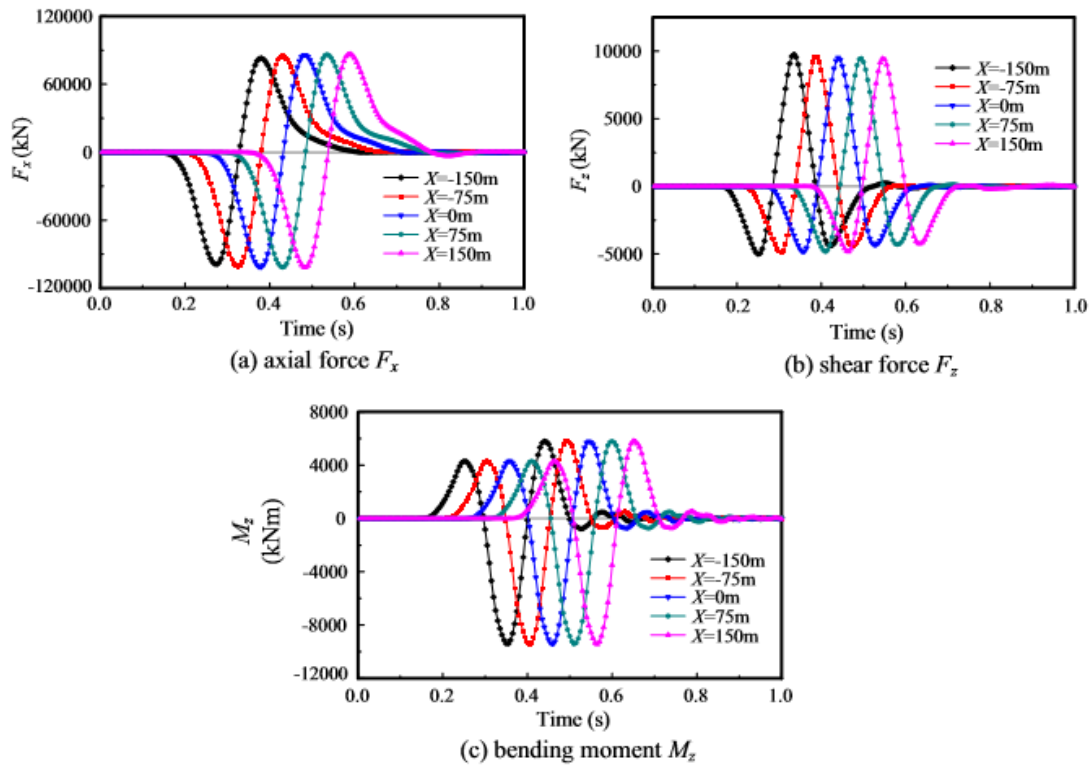 120000
60000
0
-60000
-120000
F_x (kN)
X=-150m
X=-75m
X=0m
X=75m
X=150m
0.0 0.2 0.4 0.6 0.8 1.0
Time (s)
(a) axial force F_x
10000
5000
0
-5000
F_z (kN)
X=-150m
X=-75m
X=0m
X=75m
X=150m
0.0 0.2 0.4 0.6 0.8 1.0
Time (s)
(b) shear force F_z
8000
4000
0
-4000
-8000
-12000
M_z
(kNm)
X=-150m
X=-75m
X=0m
X=75m
X=150m
0.0 0.2 0.4 0.6 0.8 1.0
Time (s)
(c) bending moment M_z